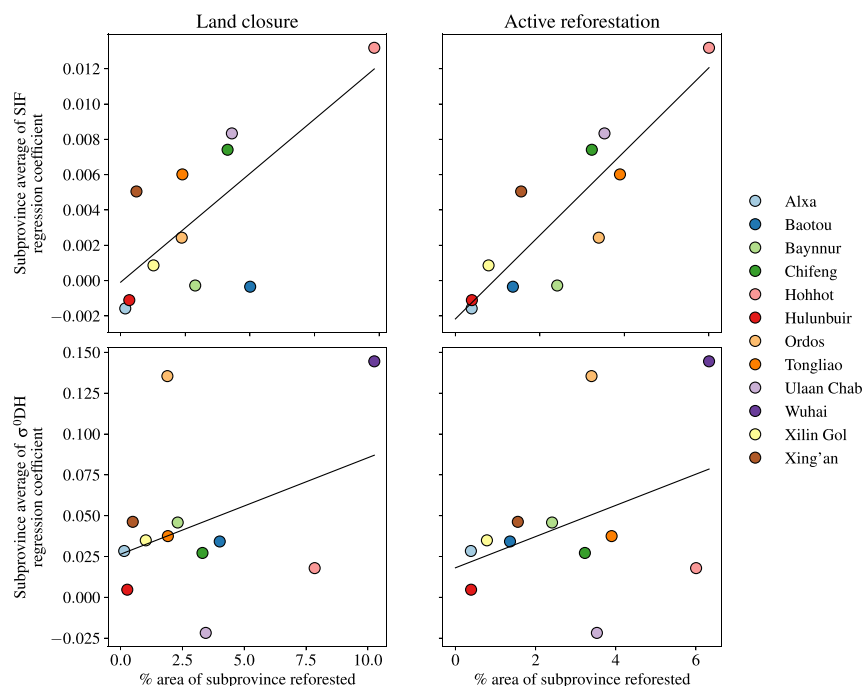 Land closure
Active reforestation
Subprovince average of SIF
regression coefficient
0.012
0.010
0.008
0.006
0.004
0.002
0.000
−0.002
Subprovince average of σ⁰DH
regression coefficient
0.150
0.125
0.100
0.075
0.050
0.025
0.000
−0.025
0.0 2.5 5.0 7.5 10.0
% area of subprovince reforested
0 2 4 6
% area of subprovince reforested
Alxa
Baotou
Baynnur
Chifeng
Hohhot
Hulunbuir
Ordos
Tongliao
Ulaan Chab
Wuhai
Xilin Gol
Xing'an